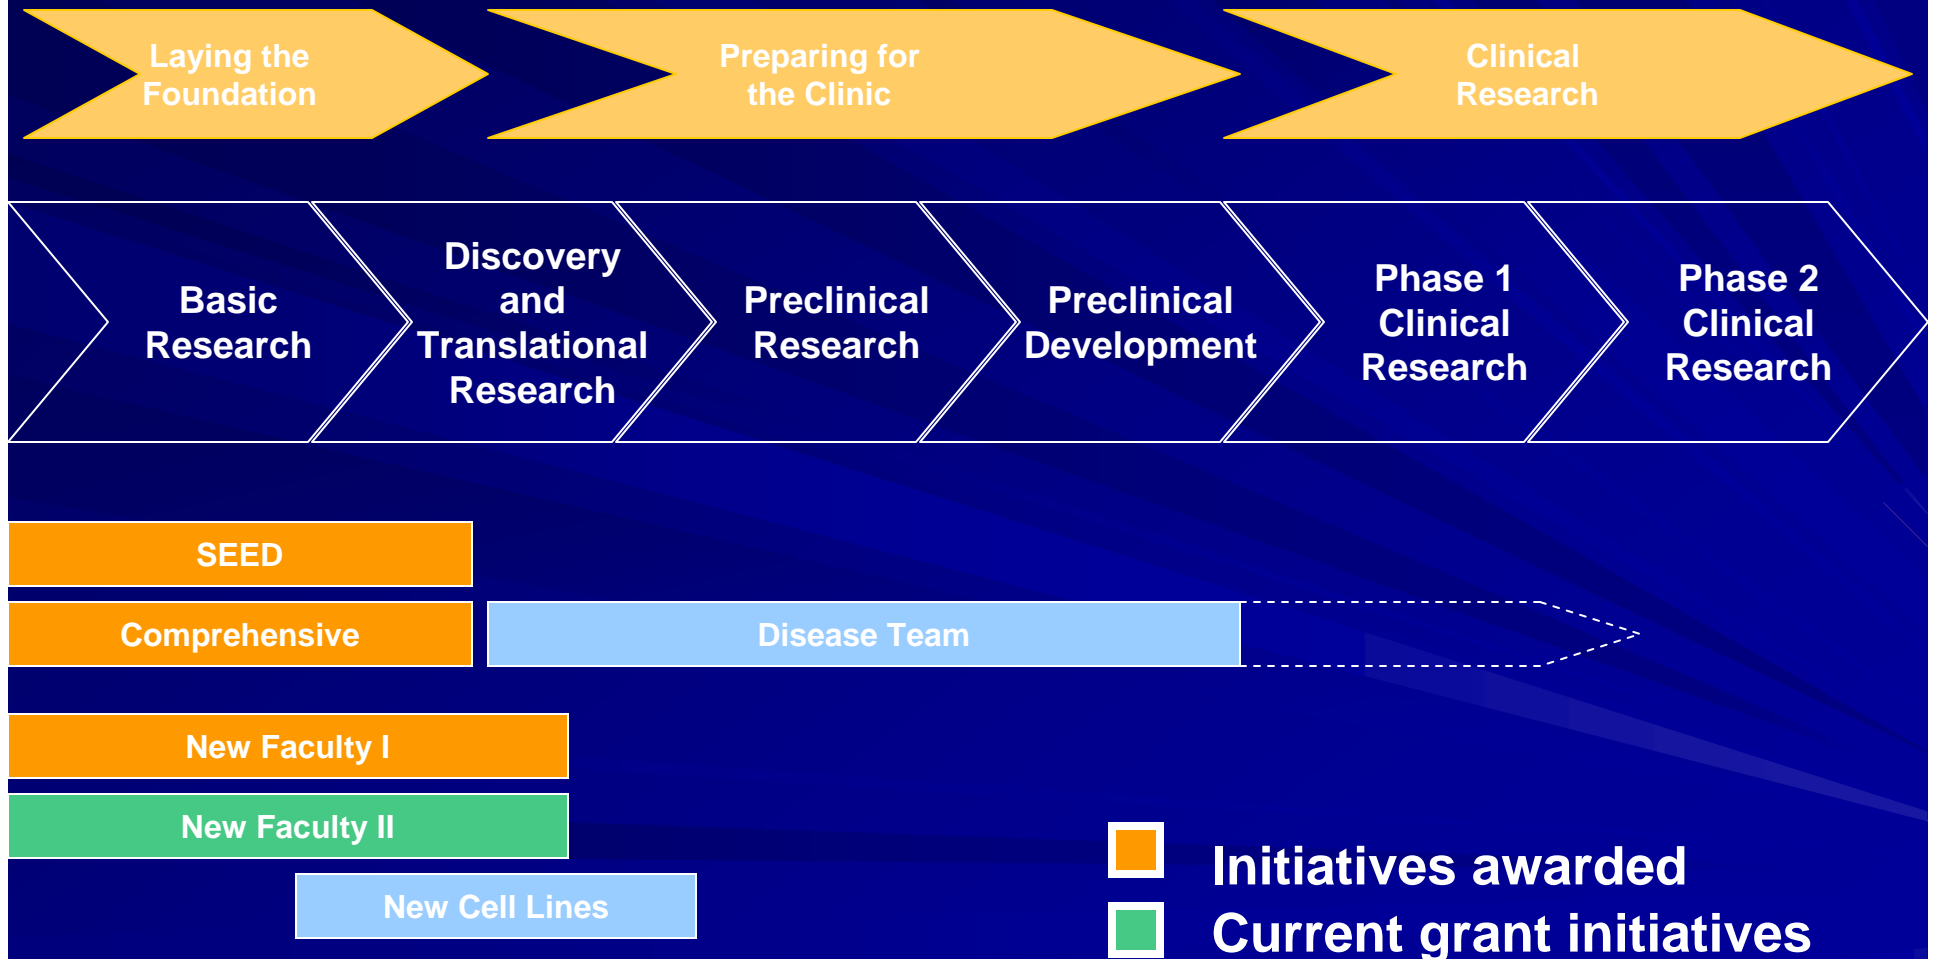 Laying the
Foundation
Preparing for
the Clinic
Clinical
Research
Basic
Research
Discovery
and
Translational
Research
Preclinical
Research
Preclinical
Development
Phase 1
Clinical
Research
Phase 2
Clinical
Research
SEED
Comprehensive
Disease Team
New Faculty I
New Faculty II
New Cell Lines
Initiatives awarded
Current grant initiatives